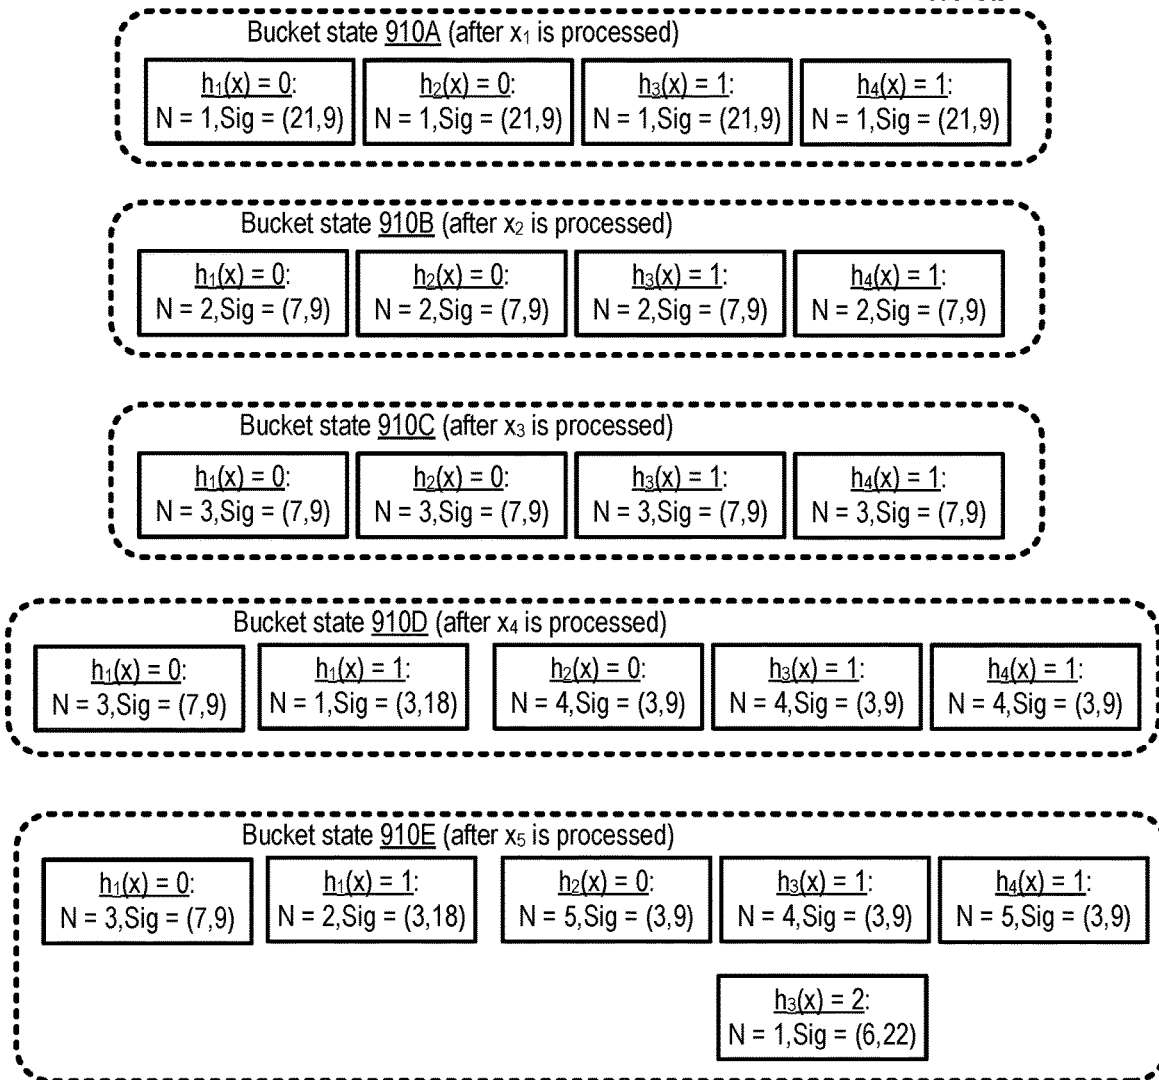 Bucket state 910A (after x₁ is processed)
h₁(x) = 0: h₂(x) = 0: h₃(x) = 1: h₄(x) = 1:
N = 1,Sig = (21,9) N = 1,Sig = (21,9) N = 1,Sig = (21,9) N = 1,Sig = (21,9)
Bucket state 910B (after x₂ is processed)
h₁(x) = 0: h₂(x) = 0: h₃(x) = 1: h₄(x) = 1:
N = 2,Sig = (7,9) N = 2,Sig = (7,9) N = 2,Sig = (7,9) N = 2,Sig = (7,9)
Bucket state 910C (after x₃ is processed)
h₁(x) = 0: h₂(x) = 0: h₃(x) = 1: h₄(x) = 1:
N = 3,Sig = (7,9) N = 3,Sig = (7,9) N = 3,Sig = (7,9) N = 3,Sig = (7,9)
Bucket state 910D (after x₄ is processed)
h₁(x) = 0: h₁(x) = 1: h₂(x) = 0: h₃(x) = 1: h₄(x) = 1:
N = 3,Sig = (7,9) N = 1,Sig = (3,18) N = 4,Sig = (3,9) N = 4,Sig = (3,9) N = 4,Sig = (3,9)
Bucket state 910E (after x₅ is processed)
h₁(x) = 0: h₁(x) = 1: h₂(x) = 0: h₃(x) = 1: h₄(x) = 1:
N = 3,Sig = (7,9) N = 2,Sig = (3,18) N = 5,Sig = (3,9) N = 4,Sig = (3,9) N = 5,Sig = (3,9)
h₃(x) = 2:
N = 1,Sig = (6,22)